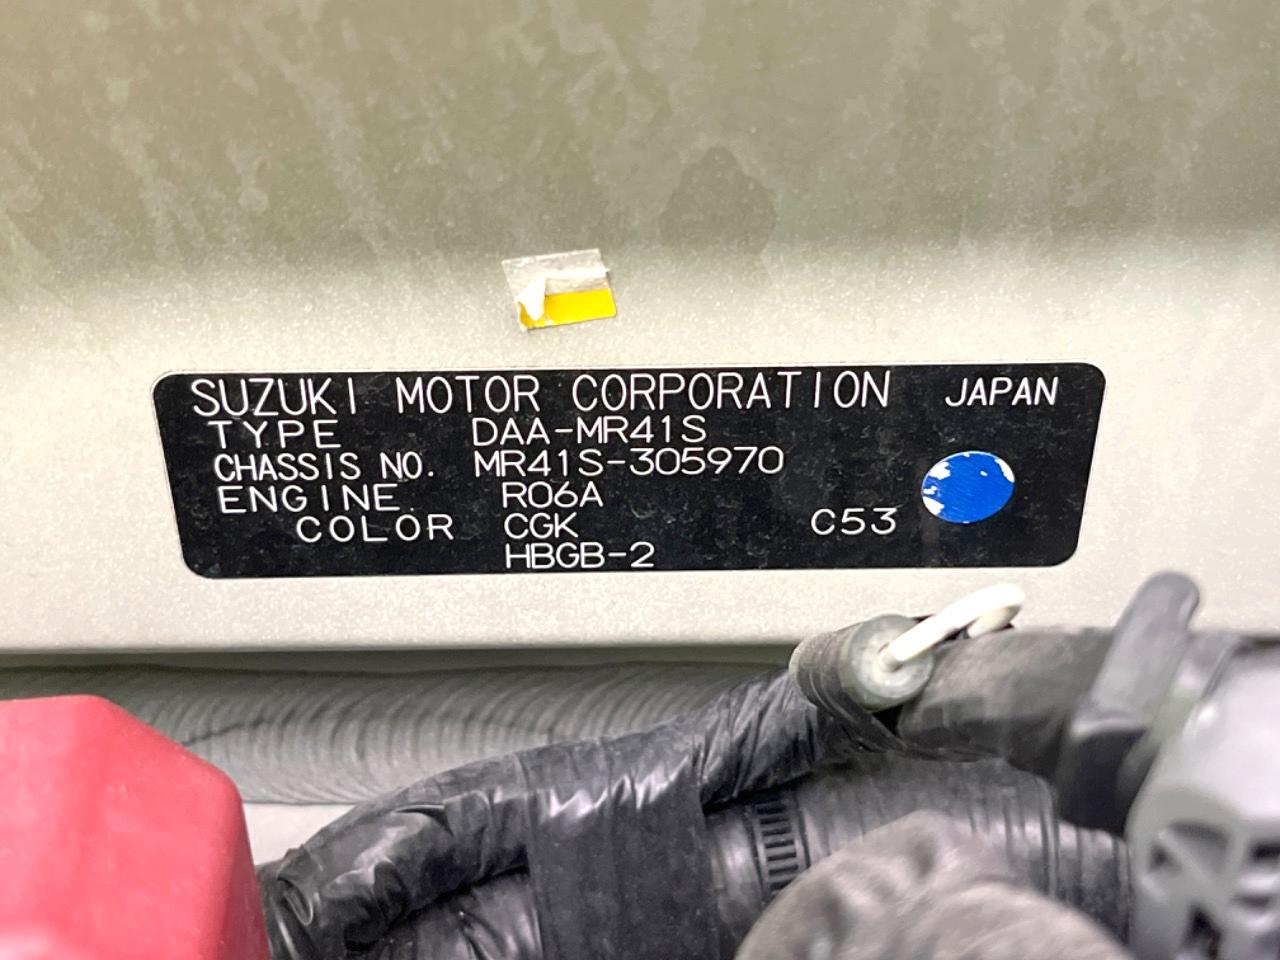 SUZUKI MOTOR CORPORATION JAPAN
TYPE DAA-MR41S
CHASSIS NO. MR41S-305970
ENGINE R06A
COLOR CGK C53
HBGB-2